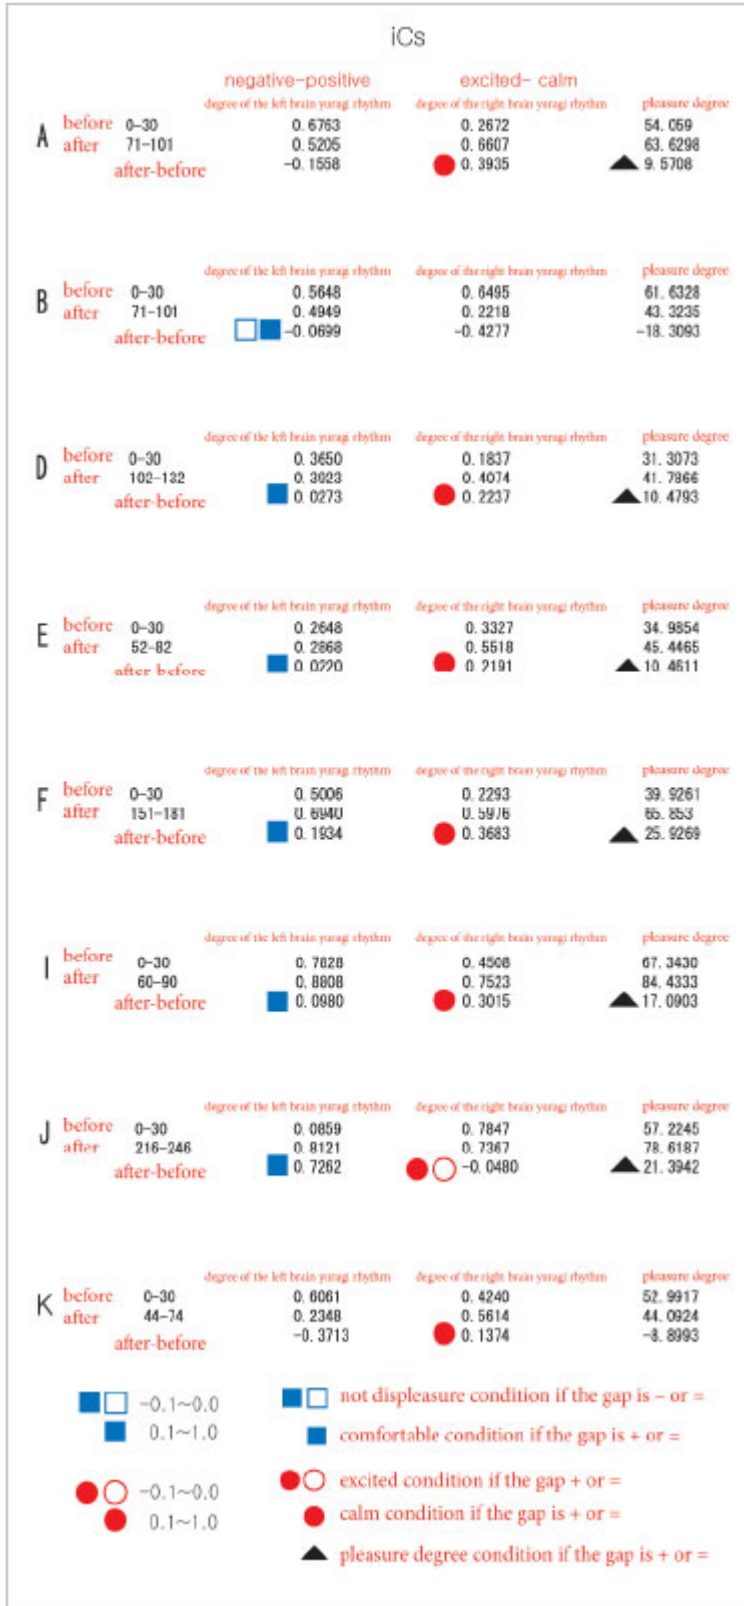 iCs
negative-positive excited- calm
degree of the left brain yuragi rhythm degree of the right brain yuragi rhythm pleasure degree
A before 0-30 0.6763 0.2672 54.059
after 71-101 0.5205 0.6607 63.6298
after-before -0.1558 0.3935 9.5708
degree of the left brain yuragi rhythm degree of the right brain yuragi rhythm pleasure degree
B before 0-30 0.5648 0.6495 61.6328
after 71-101 0.4949 0.2218 43.3235
after-before -0.0699 -0.4277 -18.3093
degree of the left brain yuragi rhythm degree of the right brain yuragi rhythm pleasure degree
D before 0-30 0.3650 0.1837 31.3073
after 102-132 0.3923 0.4074 41.7866
after-before 0.0273 0.2237 10.4793
degree of the left brain yuragi rhythm degree of the right brain yuragi rhythm pleasure degree
E before 0-30 0.2648 0.3327 34.9854
after 52-82 0.2868 0.5518 45.4465
after-before 0.0220 0.2191 10.4611
degree of the left brain yuragi rhythm degree of the right brain yuragi rhythm pleasure degree
F before 0-30 0.5006 0.2293 39.9261
after 151-181 0.6940 0.5976 65.853
after-before 0.1934 0.3683 25.9269
degree of the left brain yuragi rhythm degree of the right brain yuragi rhythm pleasure degree
I before 0-30 0.7828 0.4508 67.3430
after 60-90 0.8808 0.7523 84.4333
after-before 0.0980 0.3015 17.0903
degree of the left brain yuragi rhythm degree of the right brain yuragi rhythm pleasure degree
J before 0-30 0.0859 0.7847 57.2245
after 216-246 0.8121 0.7367 78.6187
after-before 0.7262 -0.0480 21.3942
degree of the left brain yuragi rhythm degree of the right brain yuragi rhythm pleasure degree
K before 0-30 0.6061 0.4240 52.9917
after 44-74 0.2348 0.5614 44.0924
after-before -0.3713 0.1374 -8.8993
-0.1~0.0 not displeasure condition if the gap is – or =
0.1~1.0 comfortable condition if the gap is + or =
-0.1~0.0 excited condition if the gap + or =
0.1~1.0 calm condition if the gap is + or =
pleasure degree condition if the gap is + or =